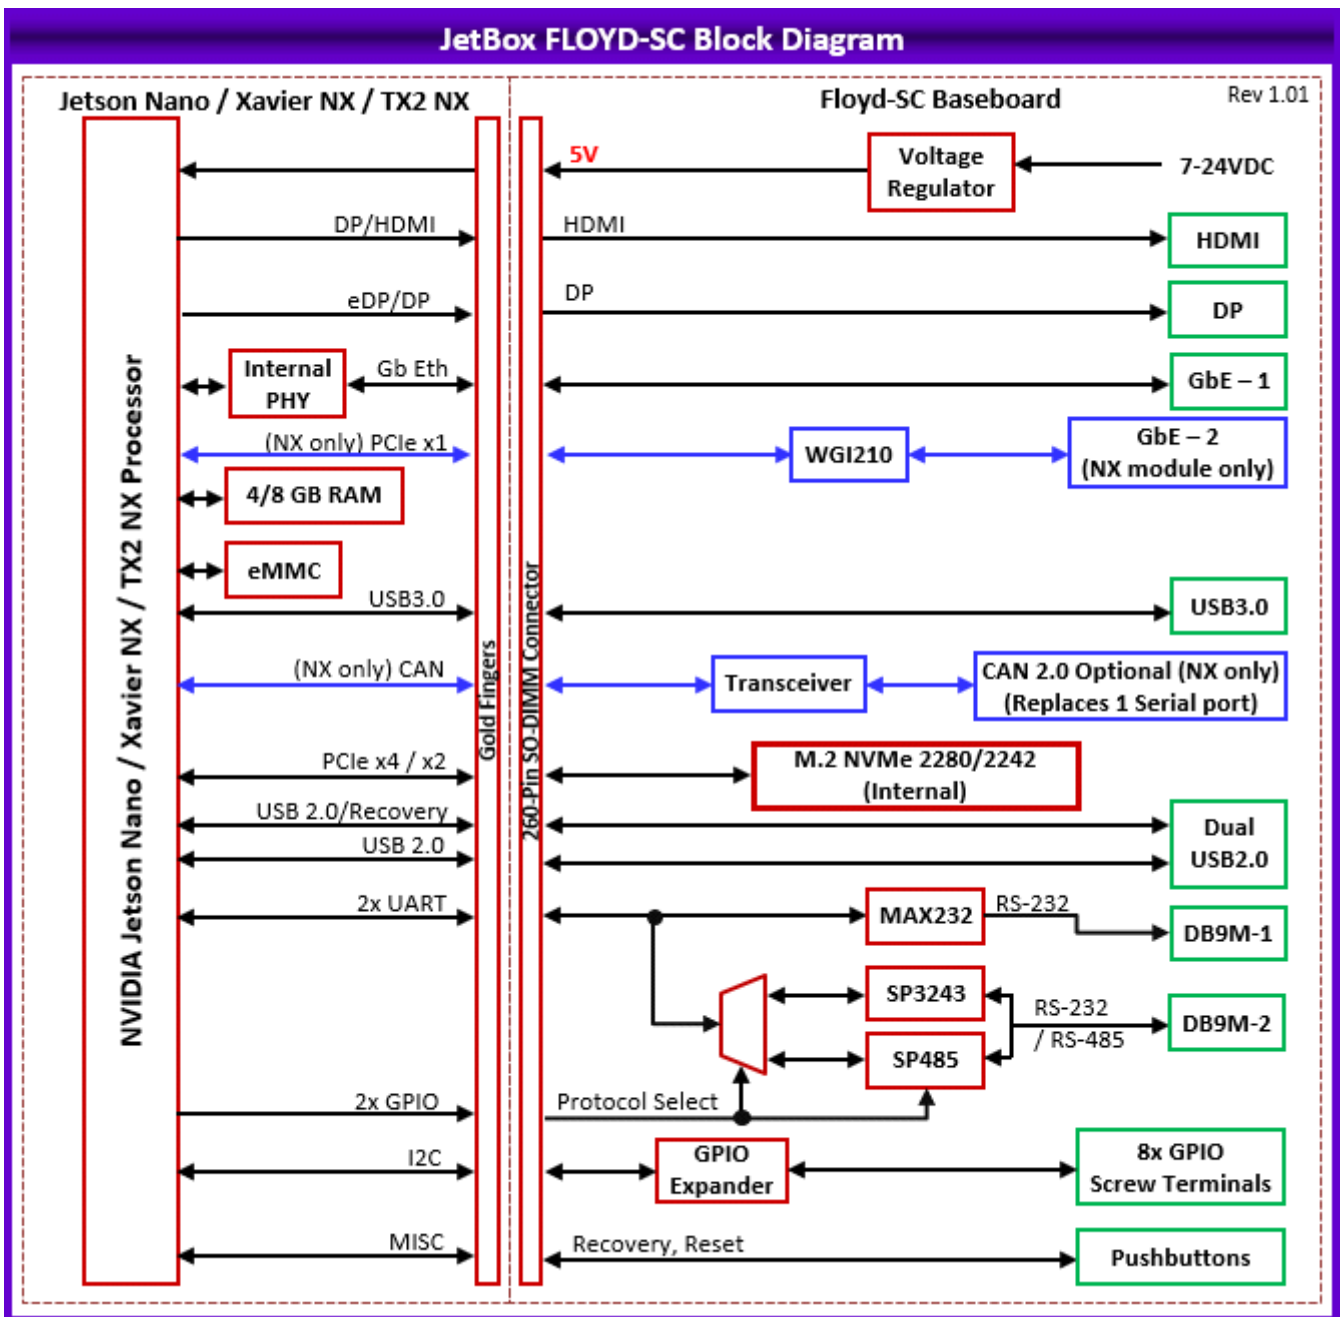 JetBox FLOYD-SC Block Diagram
Jetson Nano / Xavier NX / TX2 NX
Floyd-SC Baseboard
Rev 1.01
5V
Voltage
Regulator
7-24VDC
DP/HDMI
HDMI
HDMI
eDP/DP
DP
DP
Internal
PHY
Gb Eth
GbE – 1
(NX only) PCIe x1
WGI210
GbE – 2
(NX module only)
4/8 GB RAM
eMMC
USB3.0
USB3.0
(NX only) CAN
Transceiver
CAN 2.0 Optional (NX only)
(Replaces 1 Serial port)
NVIDIA Jetson Nano / Xavier NX / TX2 NX Processor
Gold Fingers
260-Pin SO-DIMM Connector
PCIe x4 / x2
M.2 NVMe 2280/2242
(Internal)
USB 2.0/Recovery
USB 2.0
Dual
USB2.0
2x UART
MAX232
RS-232
DB9M-1
SP3243
SP485
RS-232
/ RS-485
DB9M-2
2x GPIO
Protocol Select
I2C
GPIO
Expander
8x GPIO
Screw Terminals
MISC
Recovery, Reset
Pushbuttons